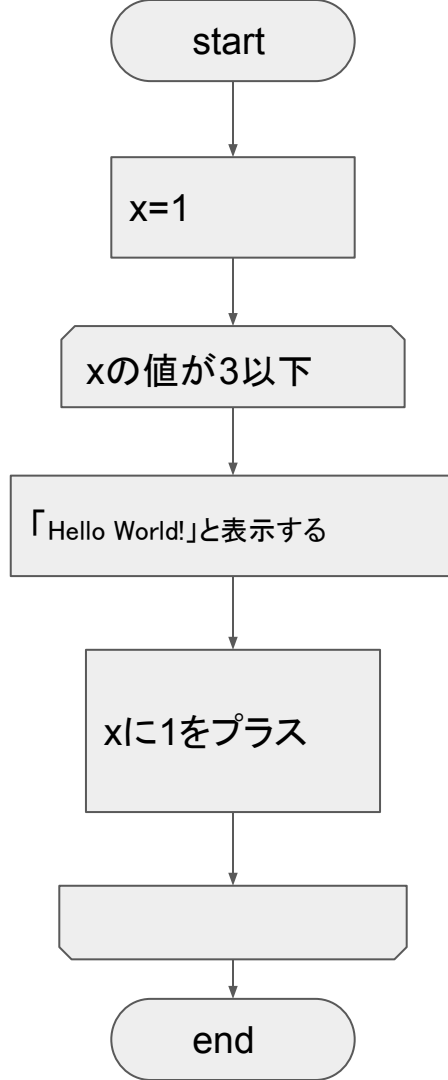 start
x=1
xの値が3以下
「Hello World!」と表示する
xに1をプラス
end